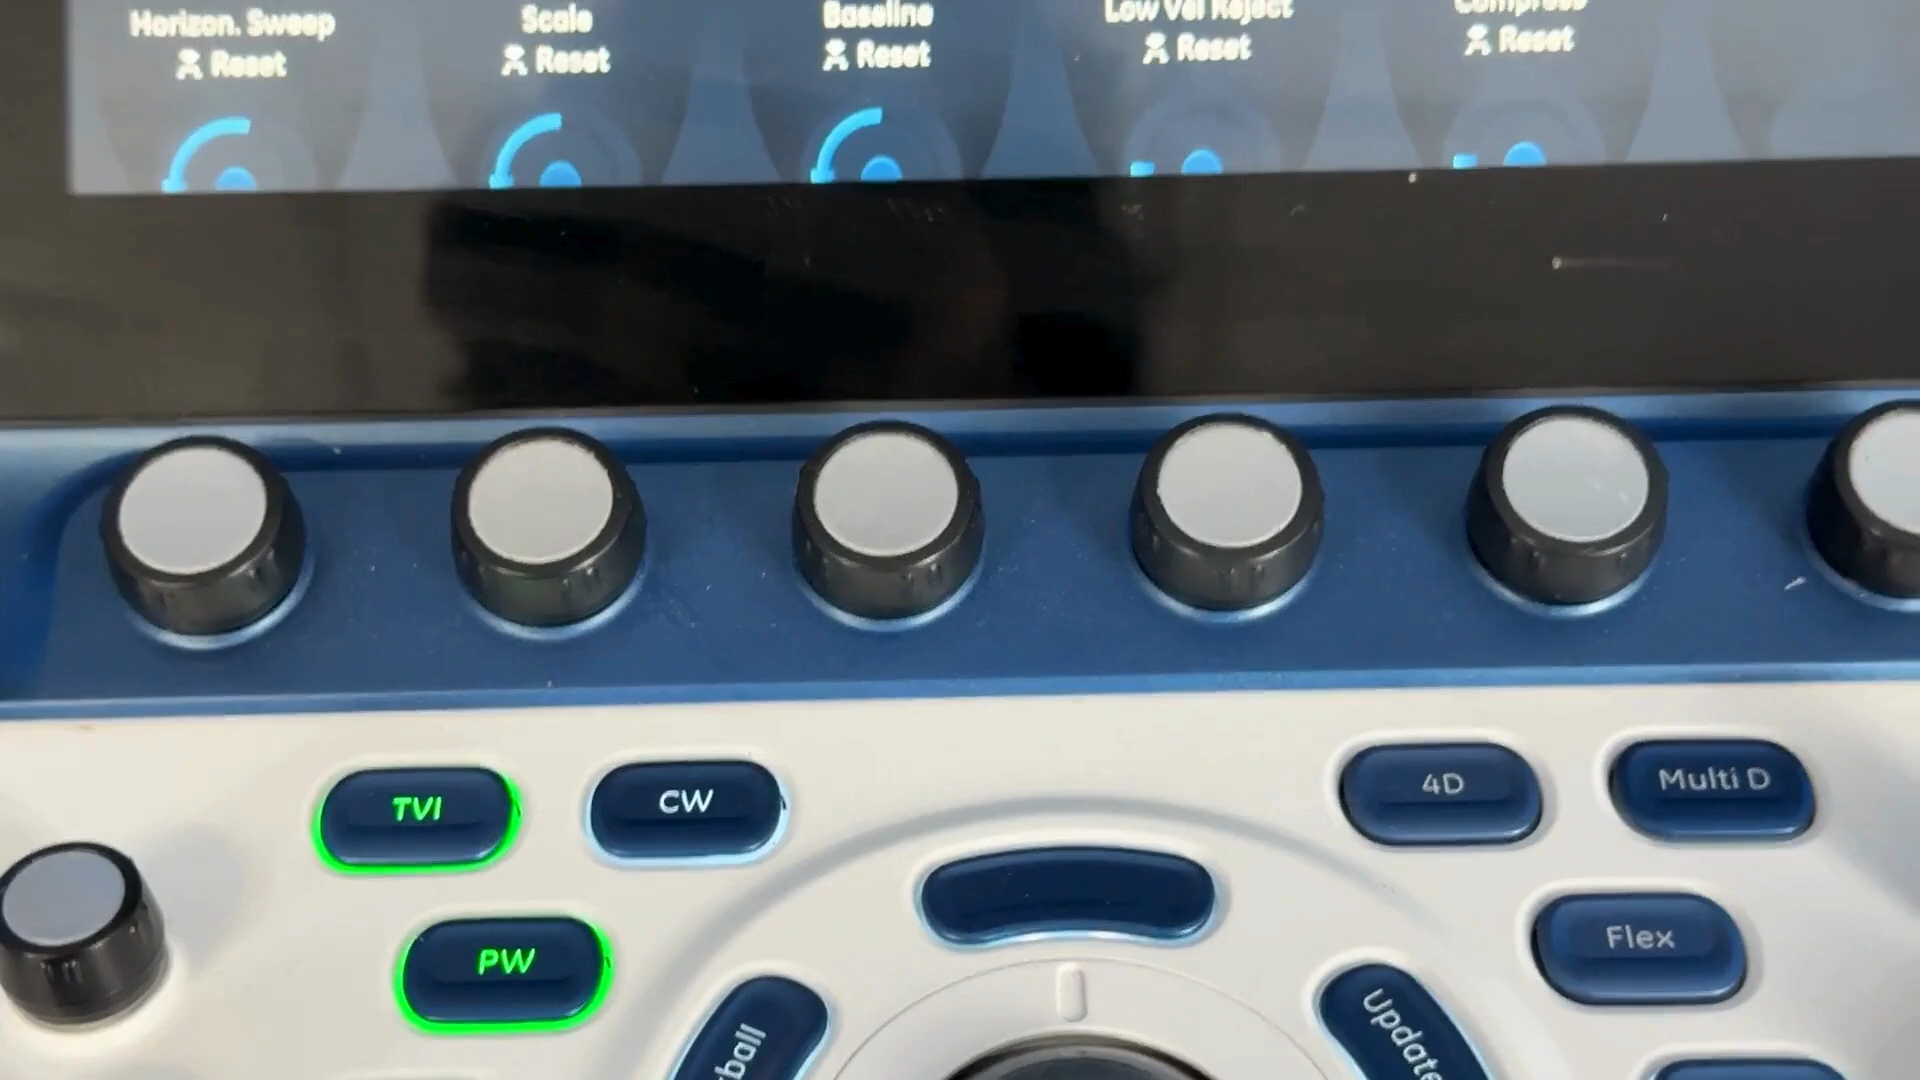 Horizon. Sweep
Reset
Scale
Reset
Baseline
Reset
Low Vel Reject
Reset
Compress
Reset
TVI
CW
4D
Multi D
PW
Flex
Update